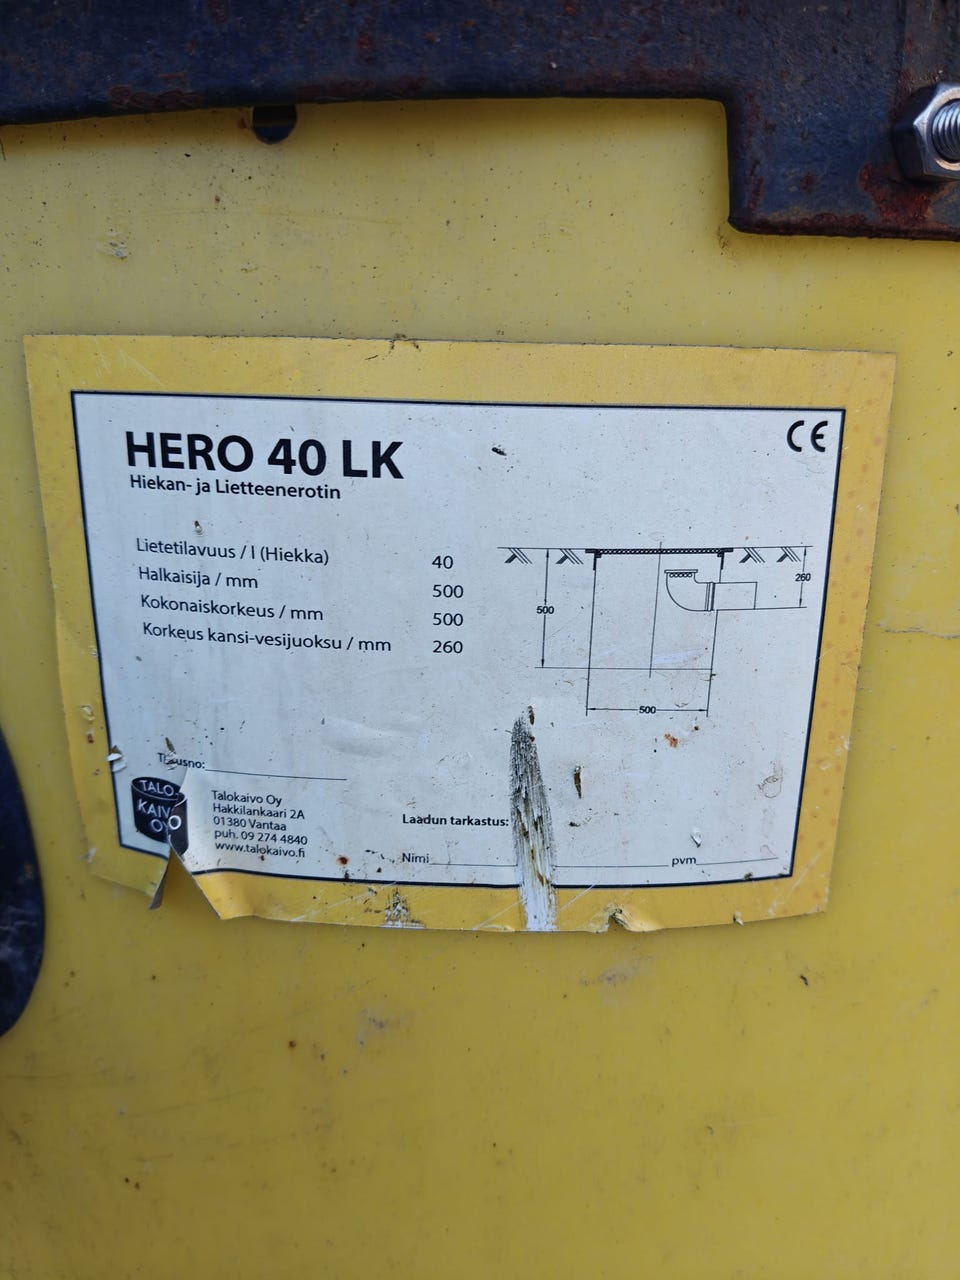 HERO 40 LK
CE
Hiekan- ja Lietteenerotin
Lietetilavuus / l (Hiekka) 40
Halkaisija / mm 500
Kokonaiskorkeus / mm 500
Korkeus kansi-vesijuoksu / mm 260
500
260
500
TALO
KAIVO
OY
Talokaivo Oy
Hakkilankaari 2A
01380 Vantaa
puh. 09 274 4840
www.talokaivo.fi
Laadun tarkastus:
Nimi pvm